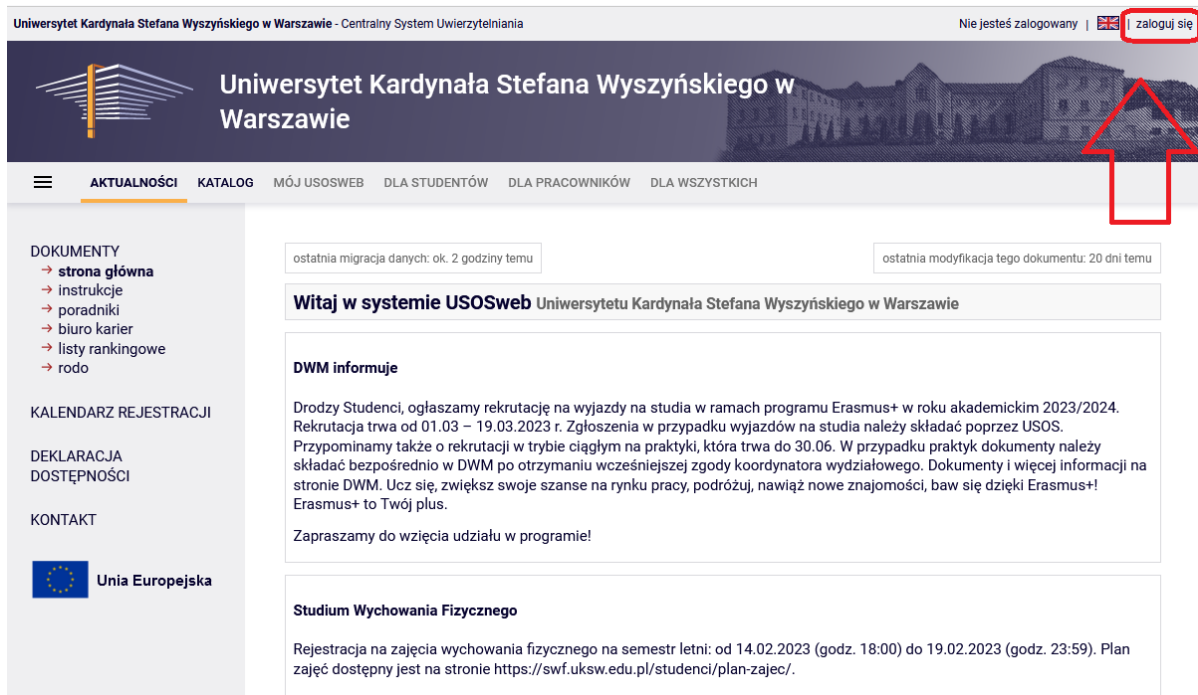 Uniwersytet Kardynała Stefana Wyszyńskiego w Warszawie - Centralny System Uwierzytelniania
Nie jesteś zalogowany | | zaloguj się
Uniwersytet Kardynała Stefana Wyszyńskiego w
Warszawie
AKTUALNOŚCI KATALOG MÓJ USOSWEB DLA STUDENTÓW DLA PRACOWNIKÓW DLA WSZYSTKICH
DOKUMENTY
→ strona główna
→ instrukcje
→ poradniki
→ biuro karier
→ listy rankingowe
→ rodo
KALENDARZ REJESTRACJI
DEKLARACJA
DOSTĘPNOŚCI
KONTAKT
Unia Europejska
ostatnia migracja danych: ok. 2 godziny temu
ostatnia modyfikacja tego dokumentu: 20 dni temu
Witaj w systemie USOSweb Uniwersytetu Kardynała Stefana Wyszyńskiego w Warszawie
DWM informuje
Drodzy Studenci, ogłaszamy rekrutację na wyjazdy na studia w ramach programu Erasmus+ w roku akademickim 2023/2024.
Rekrutacja trwa od 01.03 – 19.03.2023 r. Zgłoszenia w przypadku wyjazdów na studia należy składać poprzez USOS.
Przypominamy także o rekrutacji w trybie ciągłym na praktyki, która trwa do 30.06. W przypadku praktyk dokumenty należy
składać bezpośrednio w DWM po otrzymaniu wcześniejszej zgody koordynatora wydziałowego. Dokumenty i więcej informacji na
stronie DWM. Ucz się, zwiększ swoje szanse na rynku pracy, podróżuj, nawiąż nowe znajomości, baw się dzięki Erasmus+!
Erasmus+ to Twój plus.
Zapraszamy do wzięcia udziału w programie!
Studium Wychowania Fizycznego
Rejestracja na zajęcia wychowania fizycznego na semestr letni: od 14.02.2023 (godz. 18:00) do 19.02.2023 (godz. 23:59). Plan
zajęć dostępny jest na stronie https://swf.uksw.edu.pl/studenci/plan-zajec/.